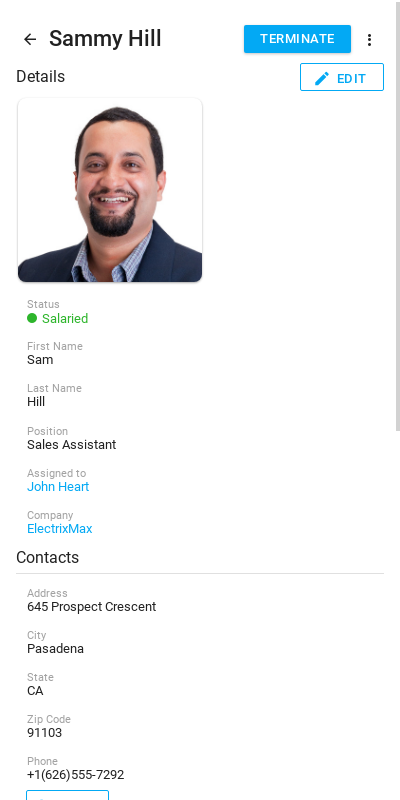 Sammy Hill
TERMINATE
Details
EDIT
Status
Salaried
First Name
Sam
Last Name
Hill
Position
Sales Assistant
Assigned to
John Heart
Company
ElectrixMax
Contacts
Address
645 Prospect Crescent
City
Pasadena
State
CA
Zip Code
91103
Phone
+1(626)555-7292